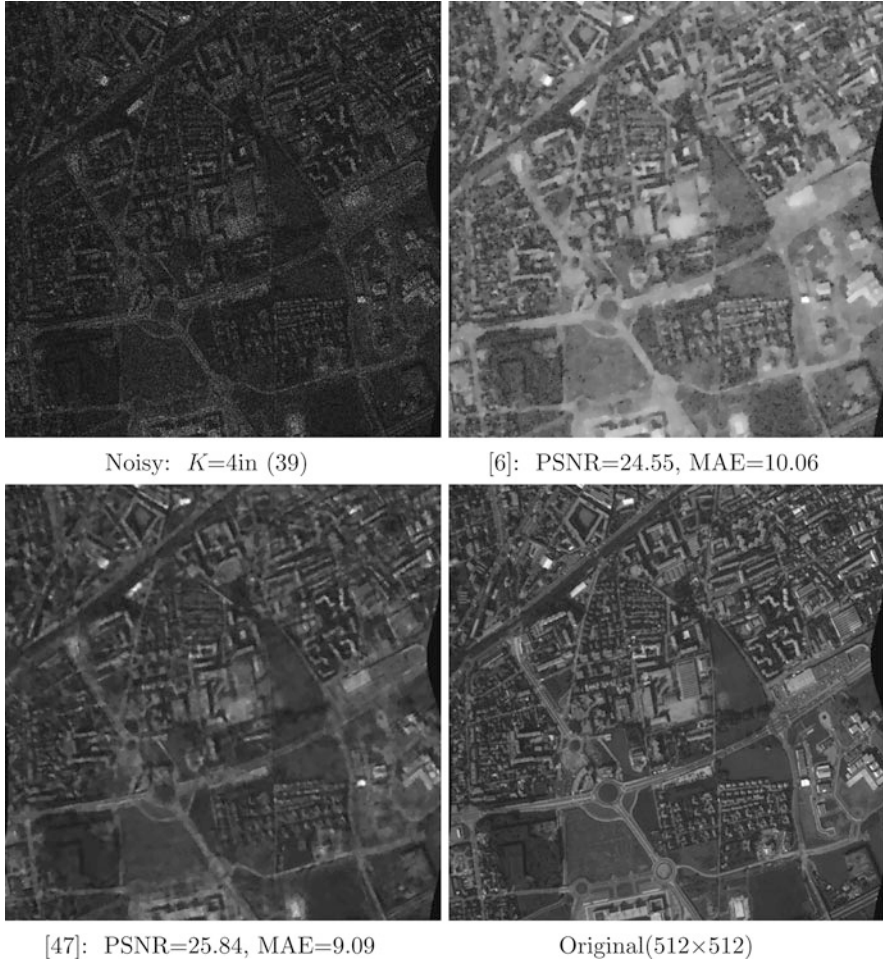 Noisy: K=4in (39)
[6]: PSNR=24.55, MAE=10.06
[47]: PSNR=25.84, MAE=9.09
Original(512×512)